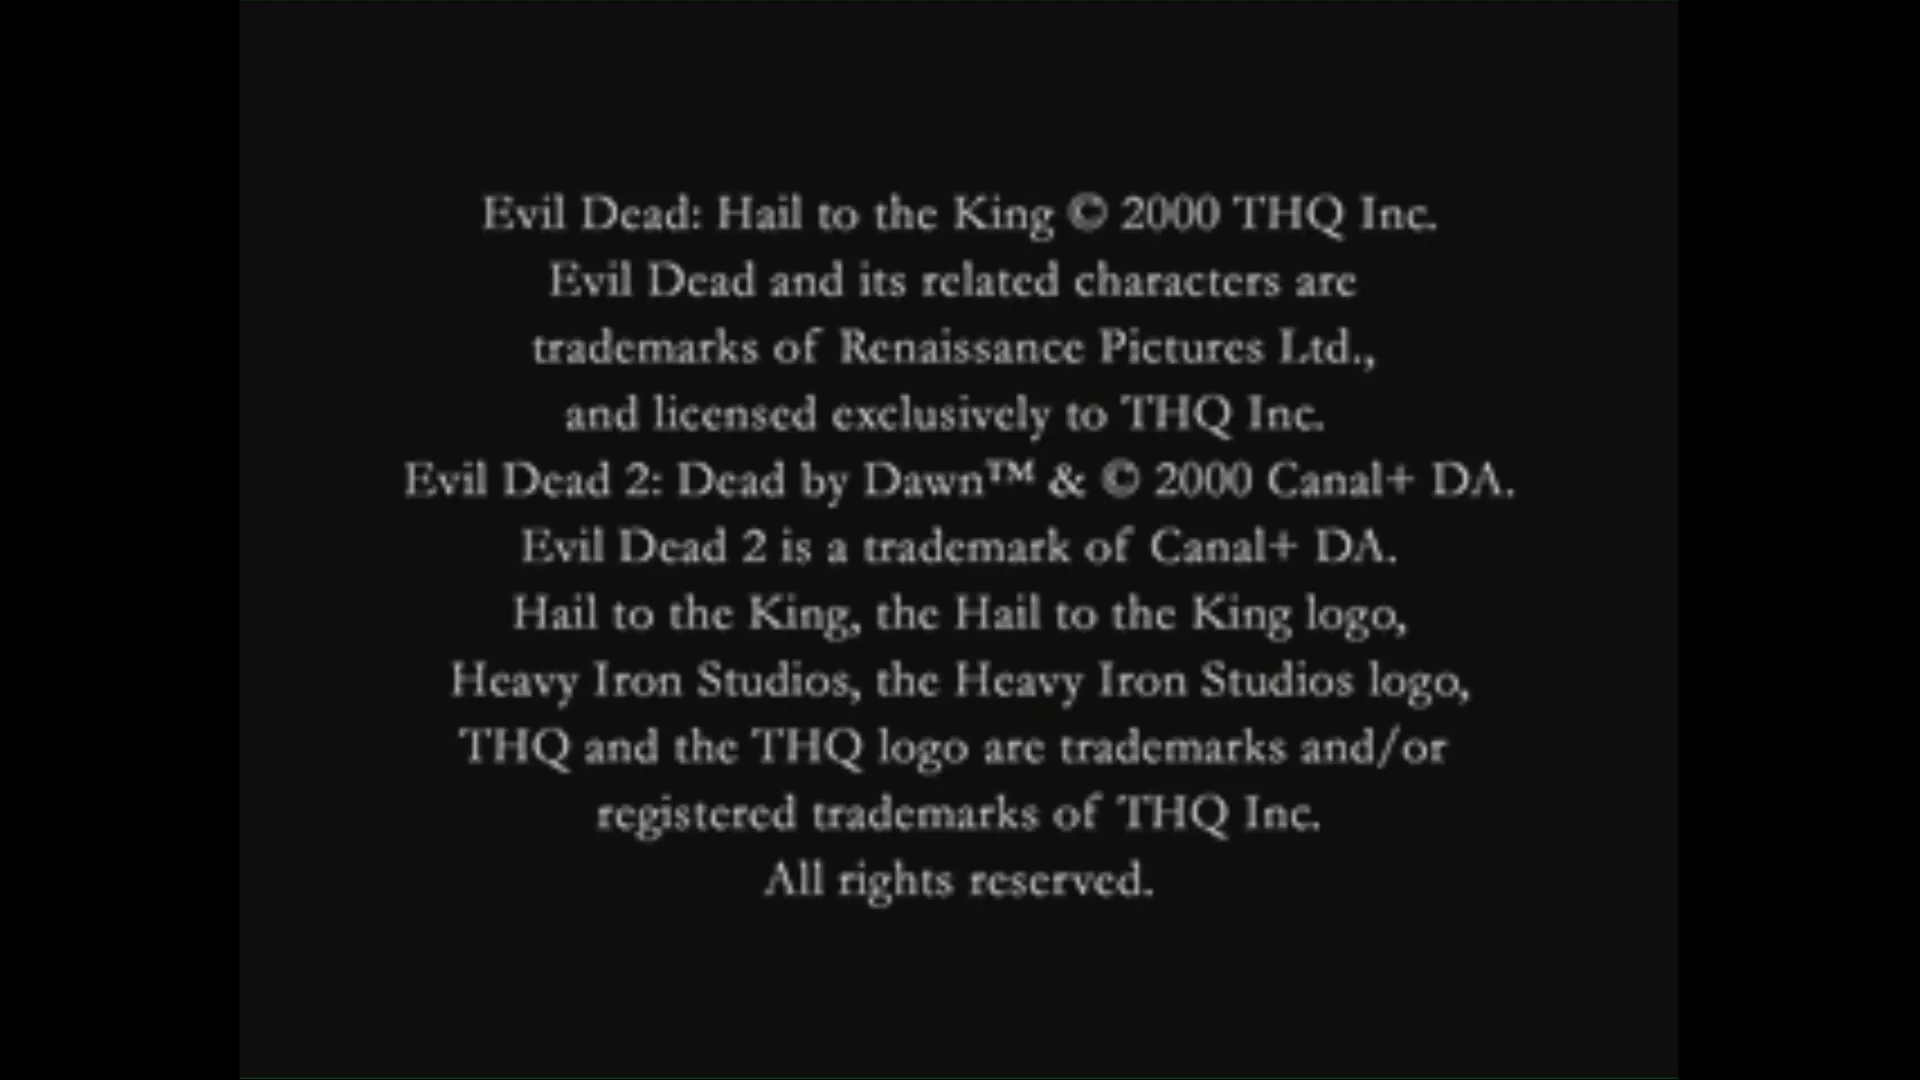 Evil Dead: Hail to the King © 2000 THQ Inc.
Evil Dead and its related characters are
trademarks of Renaissance Pictures Ltd.,
and licensed exclusively to THQ Inc.
Evil Dead 2: Dead by Dawn™ & © 2000 Canal+ DA.
Evil Dead 2 is a trademark of Canal+ DA.
Hail to the King, the Hail to the King logo,
Heavy Iron Studios, the Heavy Iron Studios logo,
THQ and the THQ logo are trademarks and/or
registered trademarks of THQ Inc.
All rights reserved.